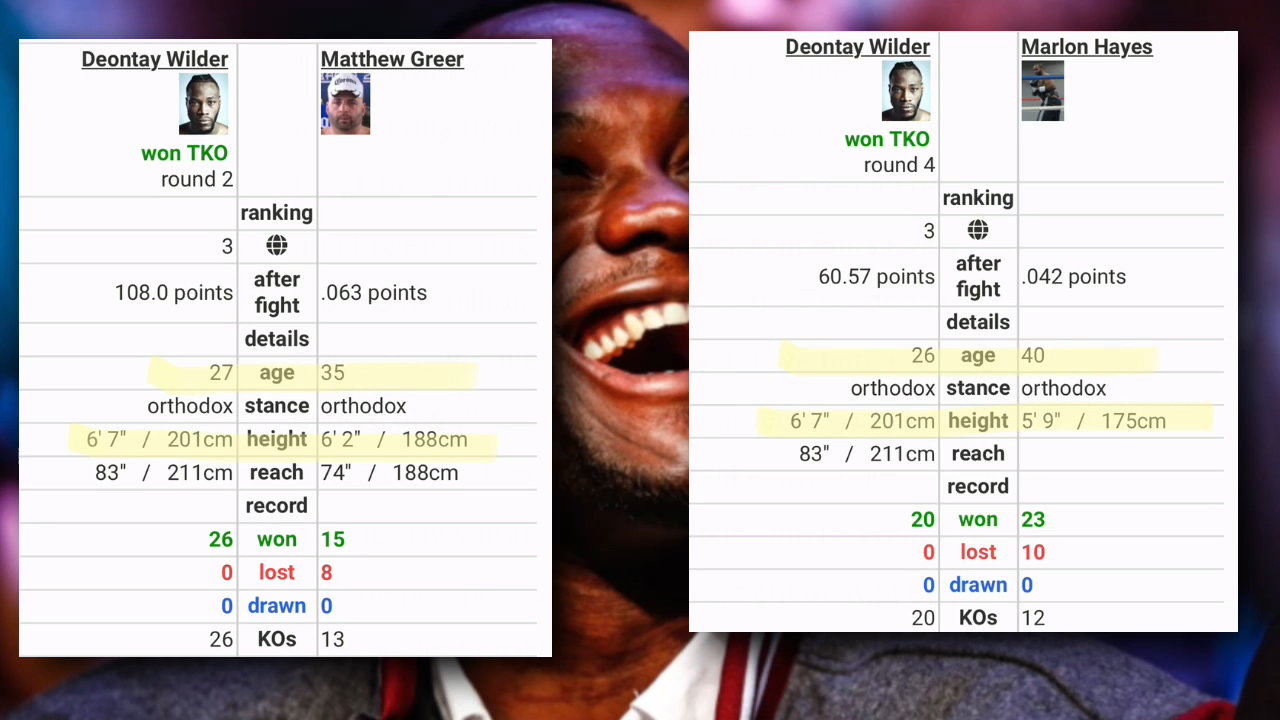 Deontay Wilder Matthew Greer
won TKO
round 2
ranking
3
108.0 points after fight .063 points
details
27 age 35
orthodox stance orthodox
6' 7" / 201cm height 6' 2" / 188cm
83" / 211cm reach 74" / 188cm
record
26 won 15
0 lost 8
0 drawn 0
26 KOs 13
Deontay Wilder Marlon Hayes
won TKO
round 4
ranking
3
60.57 points after fight .042 points
details
26 age 40
orthodox stance orthodox
6' 7" / 201cm height 5' 9" / 175cm
83" / 211cm reach
record
20 won 23
0 lost 10
0 drawn 0
20 KOs 12